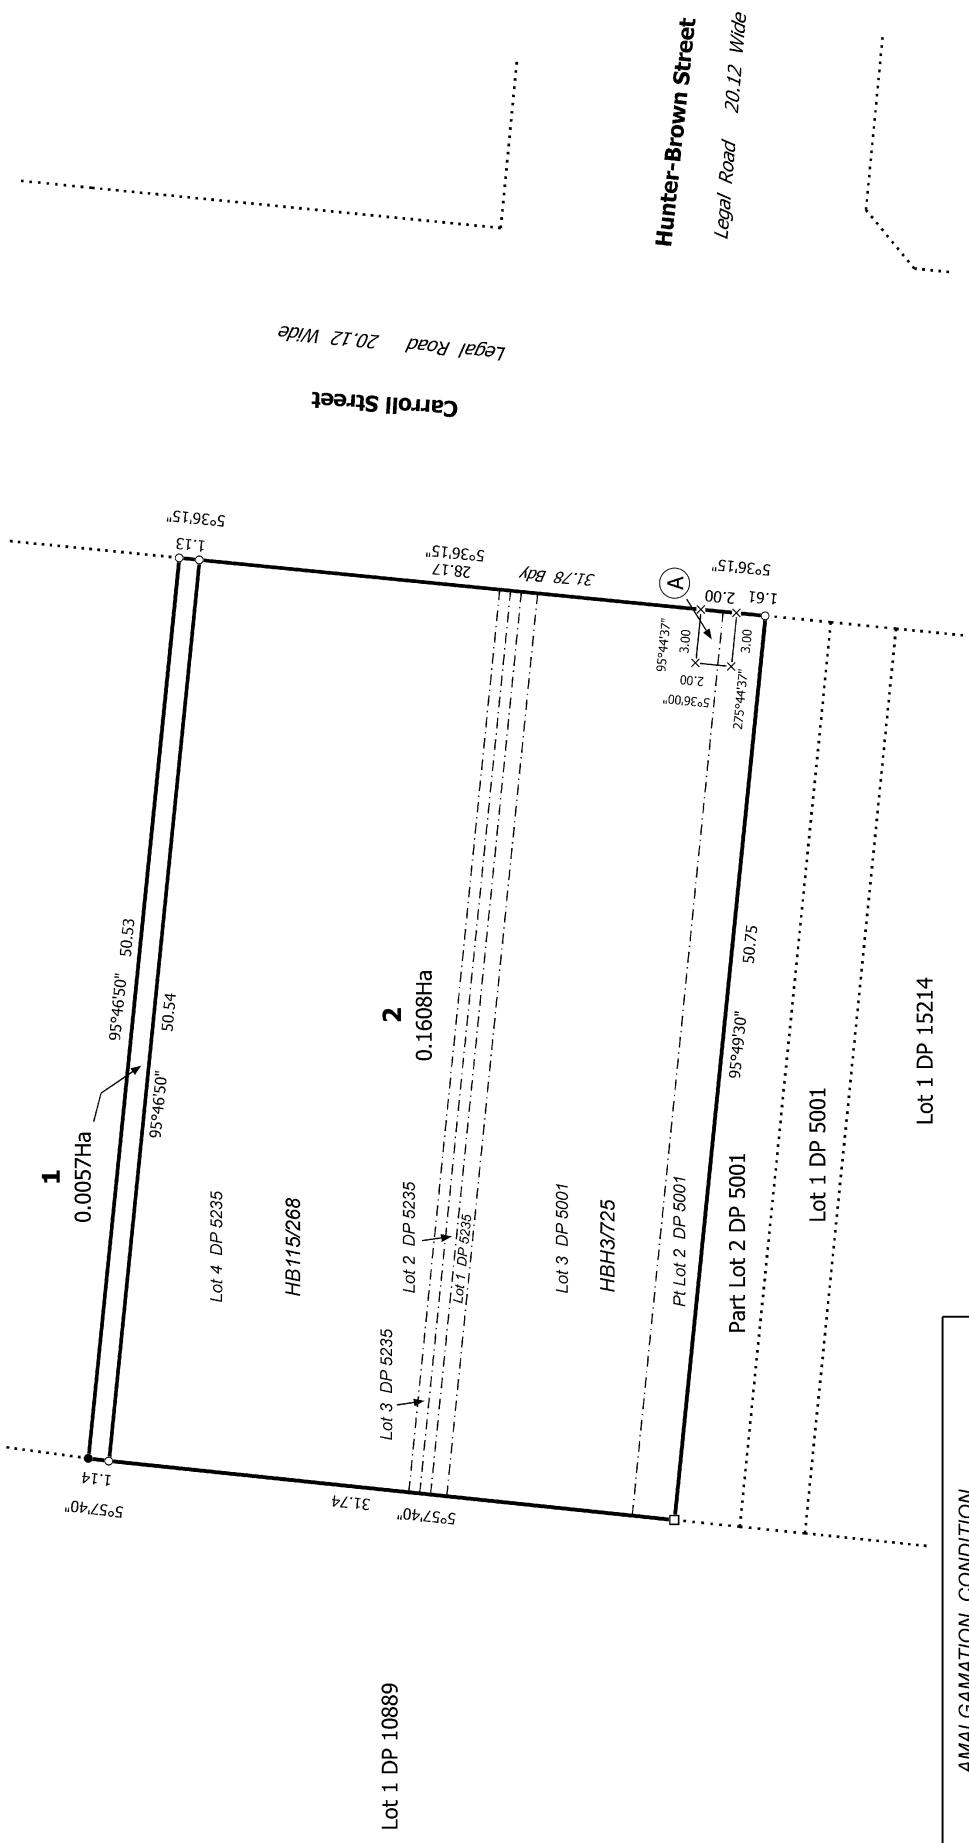 Hunter-Brown Street
Legal Road 20.12 Wide
Legal Road 20.12 Wide
Carroll Street
5°36'15"
1.13
5°36'15"
28.17
31.78 Bdy
A
5°36'15"
2.00
1.61
95°44'37"
3.00
2.00
5°36'00"
3.00
275°44'37"
95°46'50" 50.53
95°46'50" 50.54
1
0.0057Ha
2
0.1608Ha
95°49'30" 50.75
Lot 4 DP 5235
HB115/268
Lot 3 DP 5235
Lot 2 DP 5235
Lot 1 DP 5235
Lot 3 DP 5001
HBH3/725
Pt Lot 2 DP 5001
Part Lot 2 DP 5001
Lot 1 DP 5001
Lot 1 DP 15214
1.14
5°57'40"
31.74
5°57'40"
Lot 1 DP 10889
AMALGAMATION CONDITION